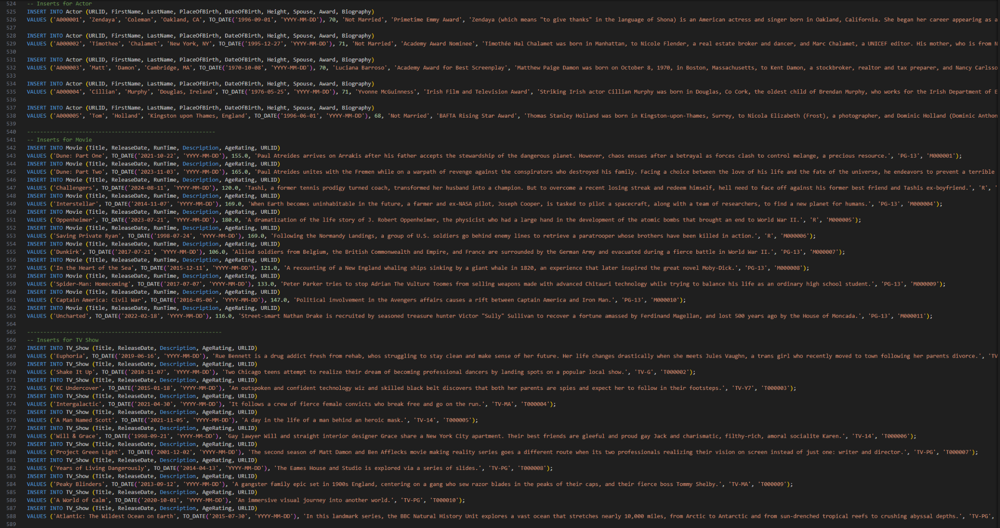 524 -- Inserts for Actor
525 INSERT INTO Actor (URLID, FirstName, LastName, PlaceOfBirth, DateOfBirth, Height, Spouse, Award, Biography)
526 VALUES ('A000001', 'Zendaya', 'Coleman', 'Oakland, CA', TO_DATE('1996-09-01', 'YYYY-MM-DD'), 70, 'Not Married', 'Primetime Emmy Award', 'Zendaya (which means "to give thanks" in the language of Shona) is an American actress and singer born in Oakland, California. She began her career appearing as a
527
528 INSERT INTO Actor (URLID, FirstName, LastName, PlaceOfBirth, DateOfBirth, Height, Spouse, Award, Biography)
529 VALUES ('A000002', 'Timothee', 'Chalamet', 'New York, NY', TO_DATE('1995-12-27', 'YYYY-MM-DD'), 71, 'Not Married', 'Academy Award Nominee', 'Timothée Hal Chalamet was born in Manhattan, to Nicole Flender, a real estate broker and dancer, and Marc Chalamet, a UNICEF editor. His mother, who is from N
530
531 INSERT INTO Actor (URLID, FirstName, LastName, PlaceOfBirth, DateOfBirth, Height, Spouse, Award, Biography)
532 VALUES ('A000003', 'Matt', 'Damon', 'Cambridge, MA', TO_DATE('1970-10-08', 'YYYY-MM-DD'), 70, 'Luciana Barroso', 'Academy Award for Best Screenplay', 'Matthew Paige Damon was born on October 8, 1970, in Boston, Massachusetts, to Kent Damon, a stockbroker, realtor and tax preparer, and Nancy Carlsso
533
534 INSERT INTO Actor (URLID, FirstName, LastName, PlaceOfBirth, DateOfBirth, Height, Spouse, Award, Biography)
535 VALUES ('A000004', 'Cillian', 'Murphy', 'Douglas, Ireland', TO_DATE('1976-05-25', 'YYYY-MM-DD'), 71, 'Yvonne McGuinness', 'Irish Film and Television Award', 'Striking Irish actor Cillian Murphy was born in Douglas, Co Cork, the oldest child of Brendan Murphy, who works for the Irish Department of E
536
537 INSERT INTO Actor (URLID, FirstName, LastName, PlaceOfBirth, DateOfBirth, Height, Spouse, Award, Biography)
538 VALUES ('A000005', 'Tom', 'Holland', 'Kingston upon Thames, England', TO_DATE('1996-06-01', 'YYYY-MM-DD'), 68, 'Not Married', 'BAFTA Rising Star Award', 'Thomas Stanley Holland was born in Kingston-upon-Thames, Surrey, to Nicola Elizabeth (Frost), a photographer, and Dominic Holland (Dominic Anthon
539
540 ----------------------------------------------------------
541 -- Inserts for Movie
542 INSERT INTO Movie (Title, ReleaseDate, RunTime, Description, AgeRating, URLID)
543 VALUES ('Dune: Part One', TO_DATE('2021-10-22', 'YYYY-MM-DD'), 155.0, 'Paul Atreides arrives on Arrakis after his father accepts the stewardship of the dangerous planet. However, chaos ensues after a betrayal as forces clash to control melange, a precious resource.', 'PG-13', 'M000001');
544 INSERT INTO Movie (Title, ReleaseDate, RunTime, Description, AgeRating, URLID)
545 VALUES ('Dune: Part Two', TO_DATE('2023-11-03', 'YYYY-MM-DD'), 165.0, 'Paul Atreides unites with the Fremen while on a warpath of revenge against the conspirators who destroyed his family. Facing a choice between the love of his life and the fate of the universe, he endeavors to prevent a terrible
546 INSERT INTO Movie (Title, ReleaseDate, RunTime, Description, AgeRating, URLID)
547 VALUES ('Challengers', TO_DATE('2024-08-11', 'YYYY-MM-DD'), 120.0, 'Tashi, a former tennis prodigy turned coach, transformed her husband into a champion. But to overcome a recent losing streak and redeem himself, hell need to face off against his former best friend and Tashis ex-boyfriend.', 'R', '
548 INSERT INTO Movie (Title, ReleaseDate, RunTime, Description, AgeRating, URLID)
549 VALUES ('Interstellar', TO_DATE('2014-11-07', 'YYYY-MM-DD'), 169.0, 'When Earth becomes uninhabitable in the future, a farmer and ex-NASA pilot, Joseph Cooper, is tasked to pilot a spacecraft, along with a team of researchers, to find a new planet for humans.', 'PG-13', 'M000004');
550 INSERT INTO Movie (Title, ReleaseDate, RunTime, Description, AgeRating, URLID)
551 VALUES ('Oppenheimer', TO_DATE('2023-07-21', 'YYYY-MM-DD'), 180.0, 'A dramatization of the life story of J. Robert Oppenheimer, the physicist who had a large hand in the development of the atomic bombs that brought an end to World War II.', 'R', 'M000005');
552 INSERT INTO Movie (Title, ReleaseDate, RunTime, Description, AgeRating, URLID)
553 VALUES ('Saving Private Ryan', TO_DATE('1998-07-24', 'YYYY-MM-DD'), 169.0, 'Following the Normandy Landings, a group of U.S. soldiers go behind enemy lines to retrieve a paratrooper whose brothers have been killed in action.', 'R', 'M000006');
554 INSERT INTO Movie (Title, ReleaseDate, RunTime, Description, AgeRating, URLID)
555 VALUES ('Dunkirk', TO_DATE('2017-07-21', 'YYYY-MM-DD'), 106.0, 'Allied soldiers from Belgium, the British Commonwealth and Empire, and France are surrounded by the German Army and evacuated during a fierce battle in World War II.', 'PG-13', 'M000007');
556 INSERT INTO Movie (Title, ReleaseDate, RunTime, Description, AgeRating, URLID)
557 VALUES ('In the Heart of the Sea', TO_DATE('2015-12-11', 'YYYY-MM-DD'), 121.0, 'A recounting of a New England whaling ships sinking by a giant whale in 1820, an experience that later inspired the great novel Moby-Dick.', 'PG-13', 'M000008');
558 INSERT INTO Movie (Title, ReleaseDate, RunTime, Description, AgeRating, URLID)
559 VALUES ('Spider-Man: Homecoming', TO_DATE('2017-07-07', 'YYYY-MM-DD'), 133.0, 'Peter Parker tries to stop Adrian The Vulture Toomes from selling weapons made with advanced Chitauri technology while trying to balance his life as an ordinary high school student.', 'PG-13', 'M000009');
560 INSERT INTO Movie (Title, ReleaseDate, RunTime, Description, AgeRating, URLID)
561 VALUES ('Captain America: Civil War', TO_DATE('2016-05-06', 'YYYY-MM-DD'), 147.0, 'Political involvement in the Avengers affairs causes a rift between Captain America and Iron Man.', 'PG-13', 'M000010');
562 INSERT INTO Movie (Title, ReleaseDate, RunTime, Description, AgeRating, URLID)
563 VALUES ('Uncharted', TO_DATE('2022-02-18', 'YYYY-MM-DD'), 116.0, 'Street-smart Nathan Drake is recruited by seasoned treasure hunter Victor "Sully" Sullivan to recover a fortune amassed by Ferdinand Magellan, and lost 500 years ago by the House of Moncada.', 'PG-13', 'M000011');
564
565 ------------------------------------------------------------
566 -- Inserts for TV Show
567 INSERT INTO TV_Show (Title, ReleaseDate, Description, AgeRating, URLID)
568 VALUES ('Euphoria', TO_DATE('2019-06-16', 'YYYY-MM-DD'), 'Rue Bennett is a drug addict fresh from rehab, whos struggling to stay clean and make sense of her future. Her life changes drastically when she meets Jules Vaughn, a trans girl who recently moved to town following her parents divorce.', 'TV
569 INSERT INTO TV_Show (Title, ReleaseDate, Description, AgeRating, URLID)
570 VALUES ('Shake It Up', TO_DATE('2010-11-07', 'YYYY-MM-DD'), 'Two Chicago teens attempt to realize their dream of becoming professional dancers by landing spots on a popular local show.', 'TV-G', 'T000002');
571 INSERT INTO TV_Show (Title, ReleaseDate, Description, AgeRating, URLID)
572 VALUES ('KC Undercover', TO_DATE('2015-01-18', 'YYYY-MM-DD'), 'An outspoken and confident technology wiz and skilled black belt discovers that both her parents are spies and expect her to follow in their footsteps.', 'TV-Y7', 'T000003');
573 INSERT INTO TV_Show (Title, ReleaseDate, Description, AgeRating, URLID)
574 VALUES ('Intergalactic', TO_DATE('2021-04-30', 'YYYY-MM-DD'), 'It follows a crew of fierce female convicts who break free and go on the run.', 'TV-MA', 'T000004');
575 INSERT INTO TV_Show (Title, ReleaseDate, Description, AgeRating, URLID)
576 VALUES ('A Man Named Scott', TO_DATE('2021-11-05', 'YYYY-MM-DD'), 'A day in the life of a man behind an heroic mask.', 'TV-14', 'T000005');
577 INSERT INTO TV_Show (Title, ReleaseDate, Description, AgeRating, URLID)
578 VALUES ('Will & Grace', TO_DATE('1998-09-21', 'YYYY-MM-DD'), 'Gay lawyer Will and straight interior designer Grace share a New York City apartment. Their best friends are gleeful and proud gay Jack and charismatic, filthy-rich, amoral socialite Karen.', 'TV-14', 'T000006');
579 INSERT INTO TV_Show (Title, ReleaseDate, Description, AgeRating, URLID)
580 VALUES ('Project Green Light', TO_DATE('2001-12-02', 'YYYY-MM-DD'), 'The second season of Matt Damon and Ben Afflecks movie making reality series goes a different route when its two professionals realizing their vision on screen instead of just one: writer and director.', 'TV-PG', 'T000007');
581 INSERT INTO TV_Show (Title, ReleaseDate, Description, AgeRating, URLID)
582 VALUES ('Years of Living Dangerously', TO_DATE('2014-04-13', 'YYYY-MM-DD'), 'The Eames House and Studio is explored via a series of slides.', 'TV-PG', 'T000008');
583 INSERT INTO TV_Show (Title, ReleaseDate, Description, AgeRating, URLID)
584 VALUES ('Peaky Blinders', TO_DATE('2013-09-12', 'YYYY-MM-DD'), 'A gangster family epic set in 1900s England, centering on a gang who sew razor blades in the peaks of their caps, and their fierce boss Tommy Shelby.', 'TV-MA', 'T000009');
585 INSERT INTO TV_Show (Title, ReleaseDate, Description, AgeRating, URLID)
586 VALUES ('A World of Calm', TO_DATE('2020-10-01', 'YYYY-MM-DD'), 'An immersive visual journey into another world.', 'TV-PG', 'T000010');
587 INSERT INTO TV_Show (Title, ReleaseDate, Description, AgeRating, URLID)
588 VALUES ('Atlantic: The Wildest Ocean on Earth', TO_DATE('2015-07-30', 'YYYY-MM-DD'), 'In this landmark series, the BBC Natural History Unit explores a vast ocean that stretches nearly 10,000 miles, from Arctic to Antarctic and from sun-drenched tropical reefs to crushing abyssal depths.', 'TV-PG',
589